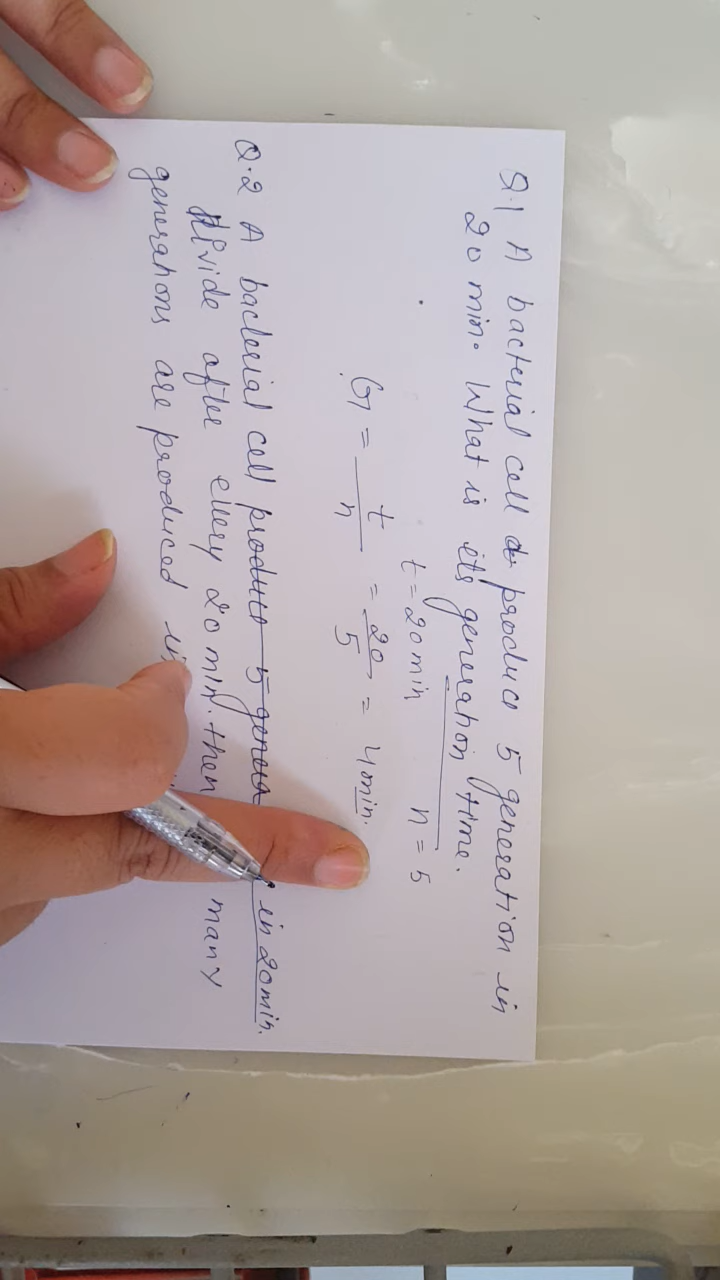 Q.1 A bacterial cell produce 5 generation in
20 min. What is its generation time.
t = 20 min n = 5
G = t/n = 20/5 = 4 min.
Q.2 A bacterial cell produce 5 genera in 20 min.
divide after every 20 min. then many
generations are produced